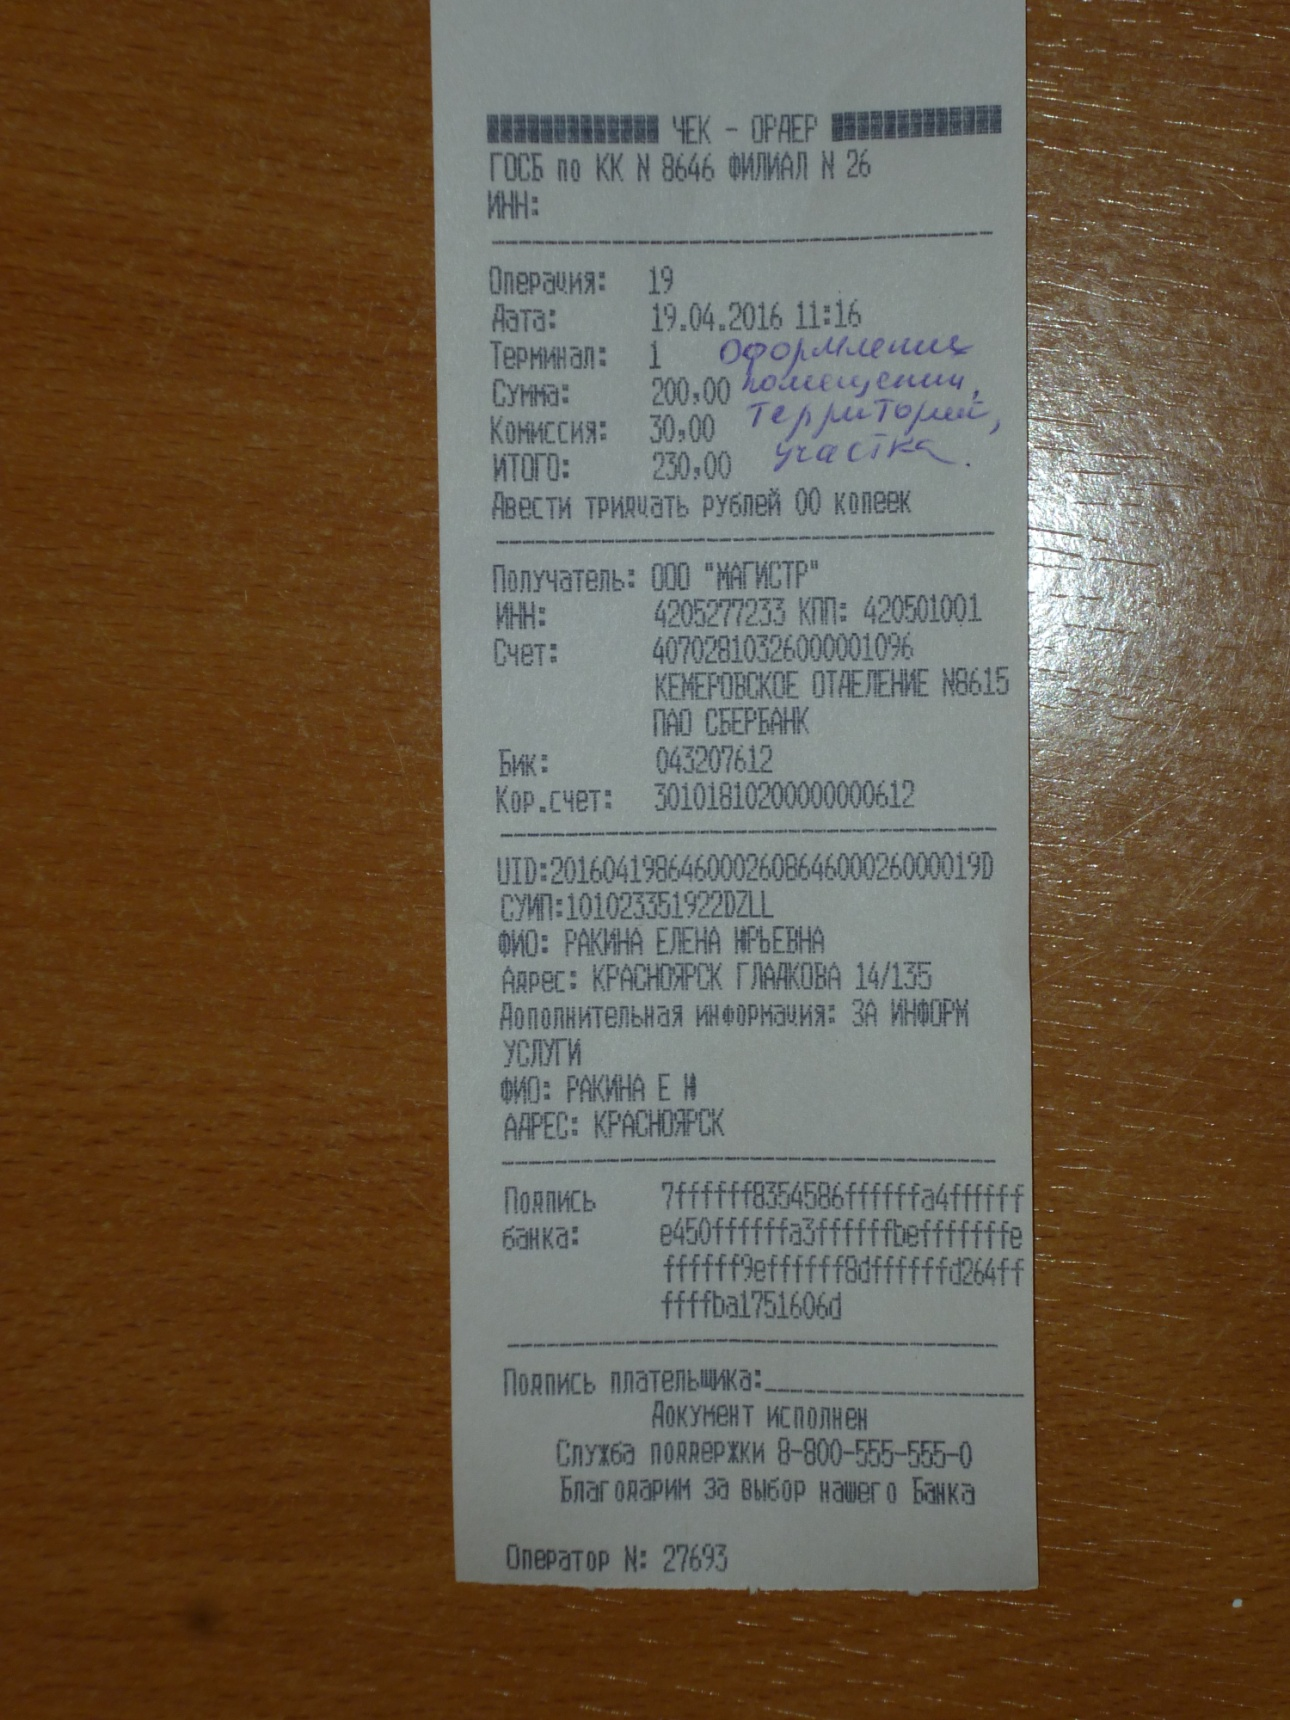 ЧЕК - ОРДЕР
ГОСБ по КК N 8646 ФИЛИАЛ N 26
ИНН:
Операция: 19
Дата: 19.04.2016 11:16
Терминал: 1
Сумма: 200,00
Комиссия: 30,00
ИТОГО: 230,00
оформление
помещений,
территорий,
участка.
Двести тридцать рублей 00 копеек
Получатель: ООО "МАГИСТР"
ИНН: 4205277233 КПП: 420501001
Счет: 40702810326000001096
КЕМЕРОВСКОЕ ОТДЕЛЕНИЕ N8615
ПАО СБЕРБАНК
Бик: 043207612
Кор.счет: 30101810200000000612
UID:201604198646000260864600026000019D
СУИП:101023351922DZLL
ФИО: РАКИНА ЕЛЕНА ЮРЬЕВНА
Адрес: КРАСНОЯРСК ГЛАДКОВА 14/135
Дополнительная информация: ЗА ИНФОРМ
УСЛУГИ
ФИО: РАКИНА Е Ю
АДРЕС: КРАСНОЯРСК
Подпись 7ffffff8354586ffffffa4ffffff
банка: e450ffffffa3ffffffbefffffffe
ffffff9effffff8dffffffd264ff
ffffba1751606d
Подпись плательщика:
Документ исполнен
Служба поддержки 8-800-555-555-0
Благодарим за выбор нашего Банка
Оператор N: 27693